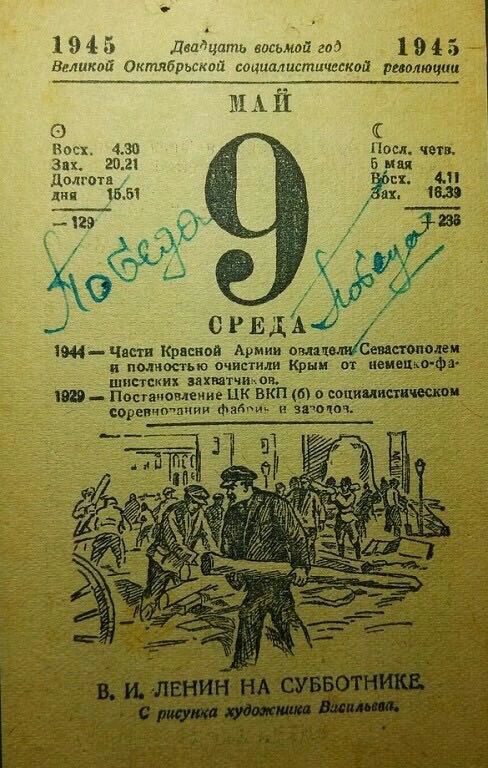 1945 Двадцать восьмой год 1945
Великой Октябрьской социалистической революции
МАЙ
Восх. 4.30
Зах. 20.21
Долгота
дня 15.51
— 129
9
Посл. четв.
5 мая
Восх. 4.11
Зах. 16.39
+ 236
Победа
Победа
СРЕДА
1944 — Части Красной Армии овладели Севастополем
и полностью очистили Крым от немецко-фа-
шистских захватчиков.
1929 — Постановление ЦК ВКП (б) о социалистическом
соревновании фабрик и заводов.
В. И. ЛЕНИН НА СУББОТНИКЕ.
С рисунка художника Васильева.